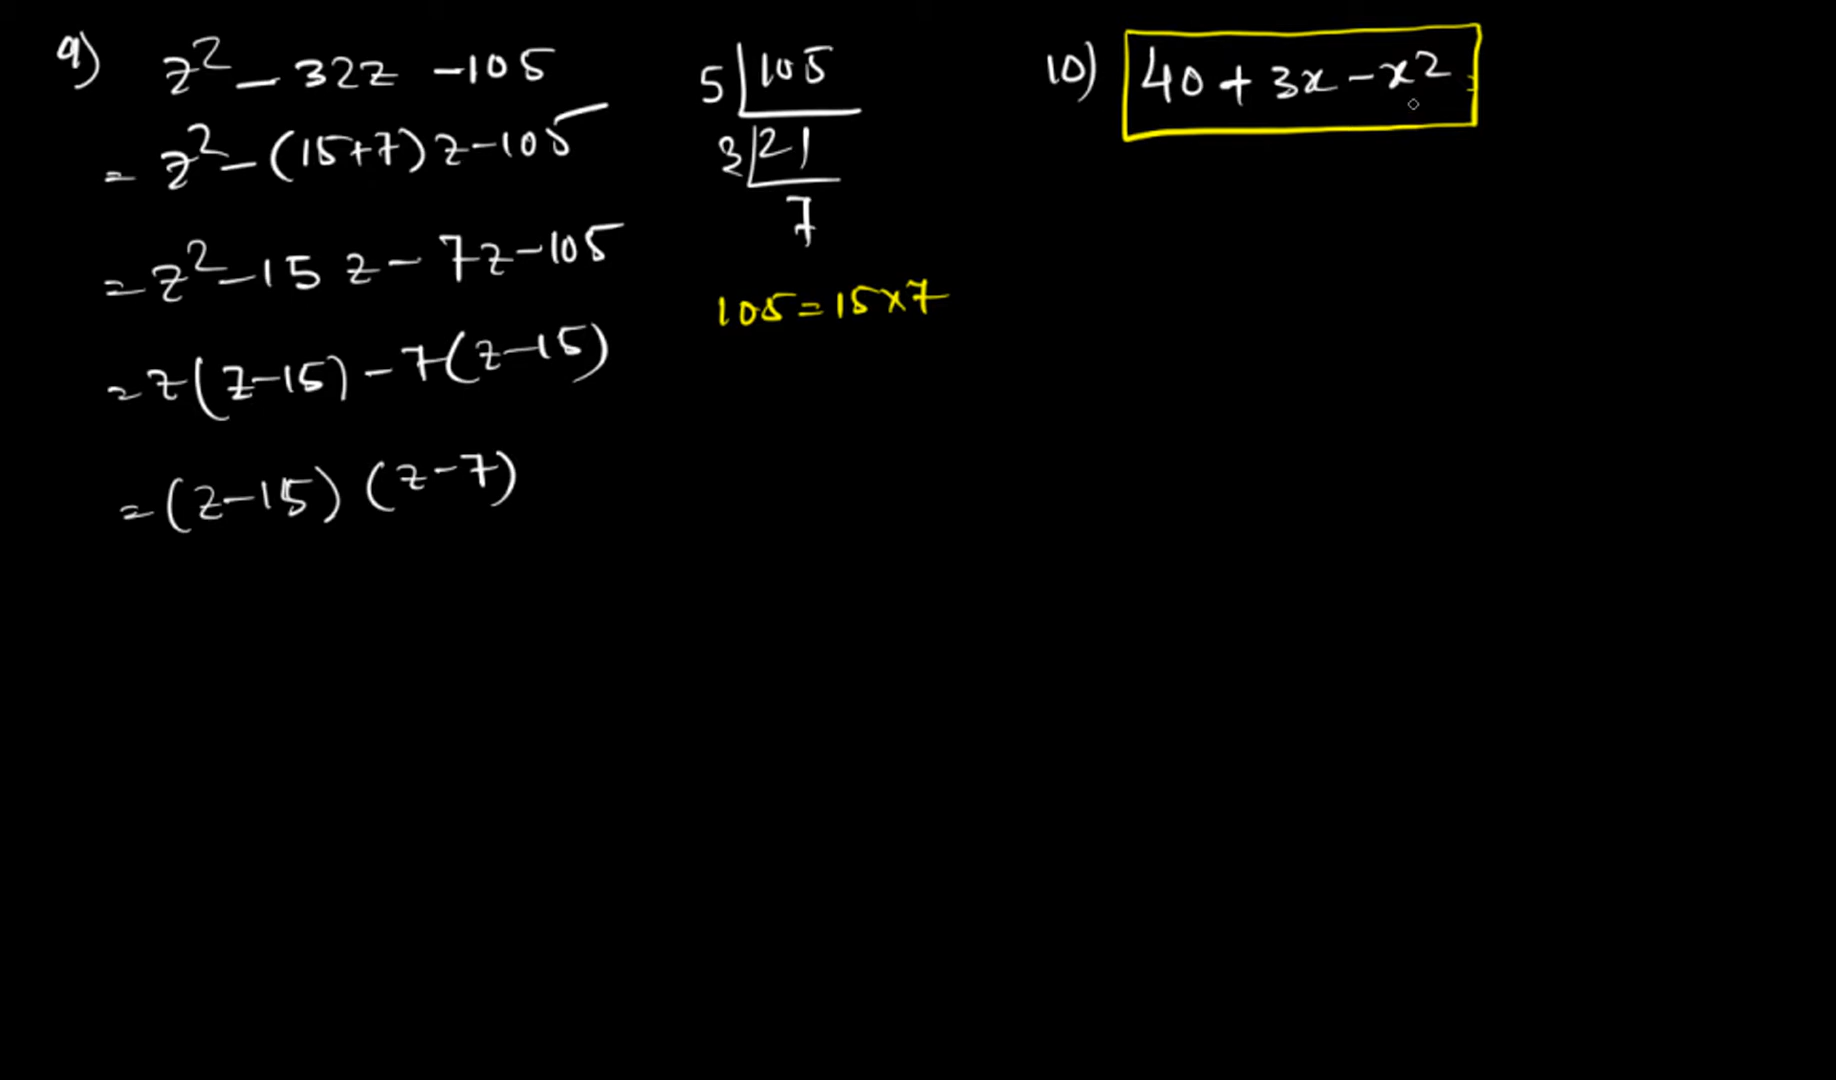 9) z² - 32z - 105
= z² - (15+7) z - 105
= z² - 15 z - 7z - 105
= z(z-15) - 7(z-15)
= (z-15) (z-7)
5 | 105
3 | 21
7
105 = 15×7
10) 40 + 3x - x²